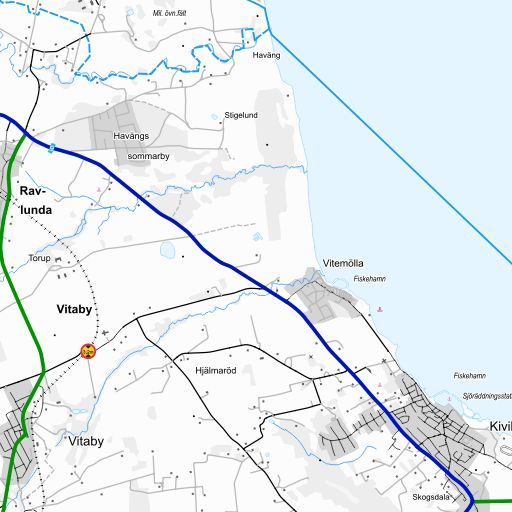 Mil. övn.fält
Haväng
Stigelund
Havängs
sommarby
Rav-
lunda
Torup
Vitemölla
Fiskehamn
Vitaby
Hjälmaröd
Fiskehamn
Sjöräddningsstat
Kivil
Vitaby
Skogsdala